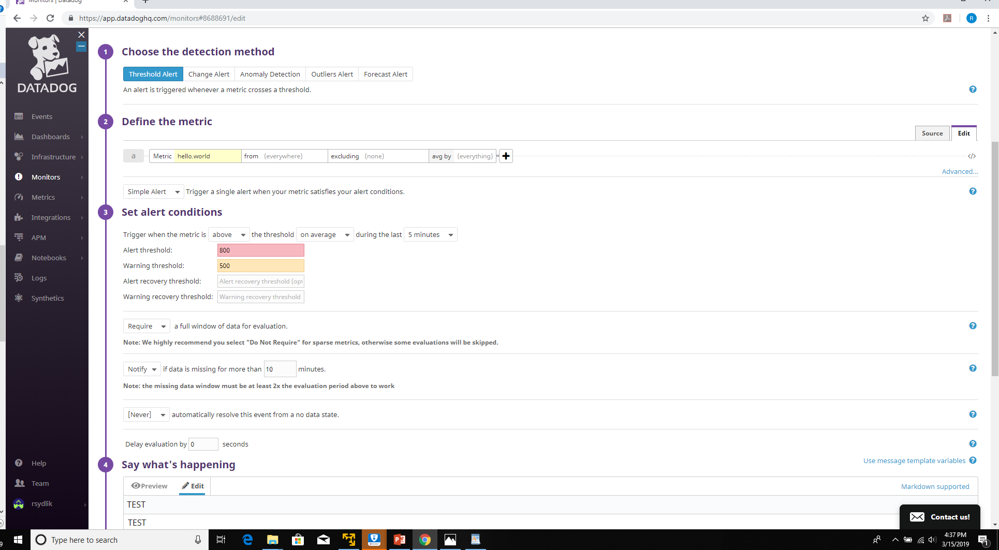 Monitors | Datadog
https://app.datadoghq.com/monitors#8688691/edit
R
DATADOG
Events
Dashboards
Infrastructure
Monitors
Metrics
Integrations
APM
Notebooks
Logs
Synthetics
Help
Team
rsydlik
1 Choose the detection method
Threshold Alert Change Alert Anomaly Detection Outliers Alert Forecast Alert
An alert is triggered whenever a metric crosses a threshold.
2 Define the metric
Source Edit
a Metric hello.world from (everywhere) excluding (none) avg by (everything) </>
Advanced...
Simple Alert Trigger a single alert when your metric satisfies your alert conditions.
3 Set alert conditions
Trigger when the metric is above the threshold on average during the last 5 minutes
Alert threshold: 800
Warning threshold: 500
Alert recovery threshold: Alert recovery threshold (opt
Warning recovery threshold: Warning recovery threshold
Require a full window of data for evaluation.
Note: We highly recommend you select "Do Not Require" for sparse metrics, otherwise some evaluations will be skipped.
Notify if data is missing for more than 10 minutes.
Note: the missing data window must be at least 2x the evaluation period above to work
[Never] automatically resolve this event from a no data state.
Delay evaluation by 0 seconds
4 Say what's happening
Use message template variables
Preview Edit
Markdown supported
TEST
TEST
Contact us!
Type here to search
4:37 PM
3/15/2019
1